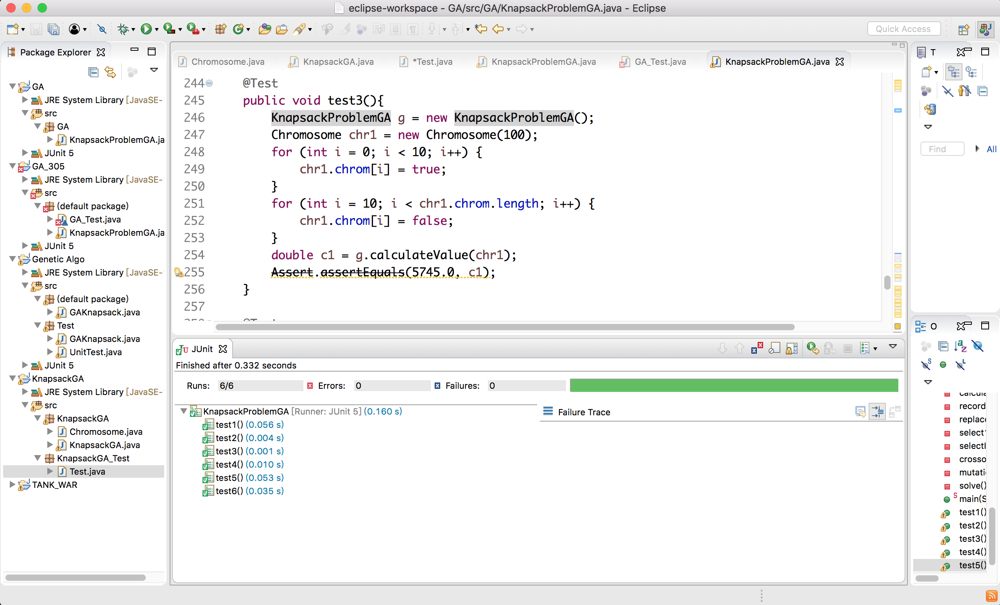 eclipse-workspace - GA/src/GA/KnapsackProblemGA.java - Eclipse
Quick Access
Package Explorer
GA
JRE System Library [JavaSE-
src
GA
KnapsackProblemGA.ja
JUnit 5
GA_305
JRE System Library [JavaSE-
src
(default package)
GA_Test.java
KnapsackProblemGA.ja
JUnit 5
Genetic Algo
JRE System Library [JavaSE-
src
(default package)
GAKnapsack.java
Test
GAKnapsack.java
UnitTest.java
JUnit 5
KnapsackGA
JRE System Library [JavaSE-
src
KnapsackGA
Chromosome.java
KnapsackGA.java
KnapsackGA_Test
Test.java
TANK_WAR
Chromosome.java KnapsackGA.java *Test.java KnapsackProblemGA.java GA_Test.java KnapsackProblemGA.java
244 @Test
245 public void test3(){
246 KnapsackProblemGA g = new KnapsackProblemGA();
247 Chromosome chr1 = new Chromosome(100);
248 for (int i = 0; i < 10; i++) {
249 chr1.chrom[i] = true;
250 }
251 for (int i = 10; i < chr1.chrom.length; i++) {
252 chr1.chrom[i] = false;
253 }
254 double c1 = g.calculateValue(chr1);
255 Assert.assertEquals(5745.0, c1);
256 }
257
JUnit
Finished after 0.332 seconds
Runs: 6/6 Errors: 0 Failures: 0
KnapsackProblemGA [Runner: JUnit 5] (0.160 s)
test1() (0.056 s)
test2() (0.004 s)
test3() (0.001 s)
test4() (0.010 s)
test5() (0.053 s)
test6() (0.035 s)
Failure Trace
T
Find
All
O
record
replac
select
select
crosso
mutati
solve()
main(S
test1()
test2()
test3()
test4()
test5()